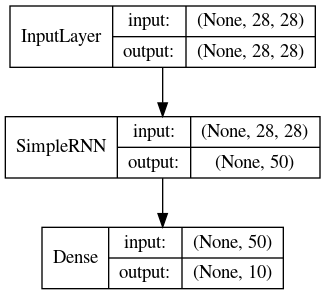 InputLayer
input: (None, 28, 28)
output: (None, 28, 28)
SimpleRNN
input: (None, 28, 28)
output: (None, 50)
Dense
input: (None, 50)
output: (None, 10)